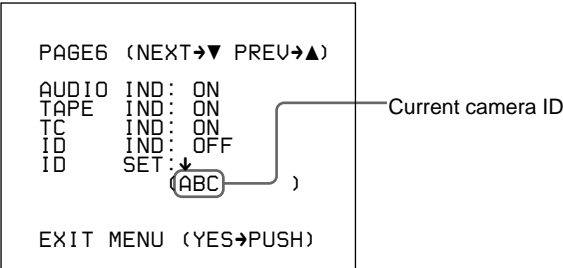 PAGE6 (NEXT→▼ PREV→▲)
AUDIO IND: ON
TAPE IND: ON
TC IND: ON
ID IND: OFF
ID SET:↓
(ABC )
Current camera ID
EXIT MENU (YES→PUSH)